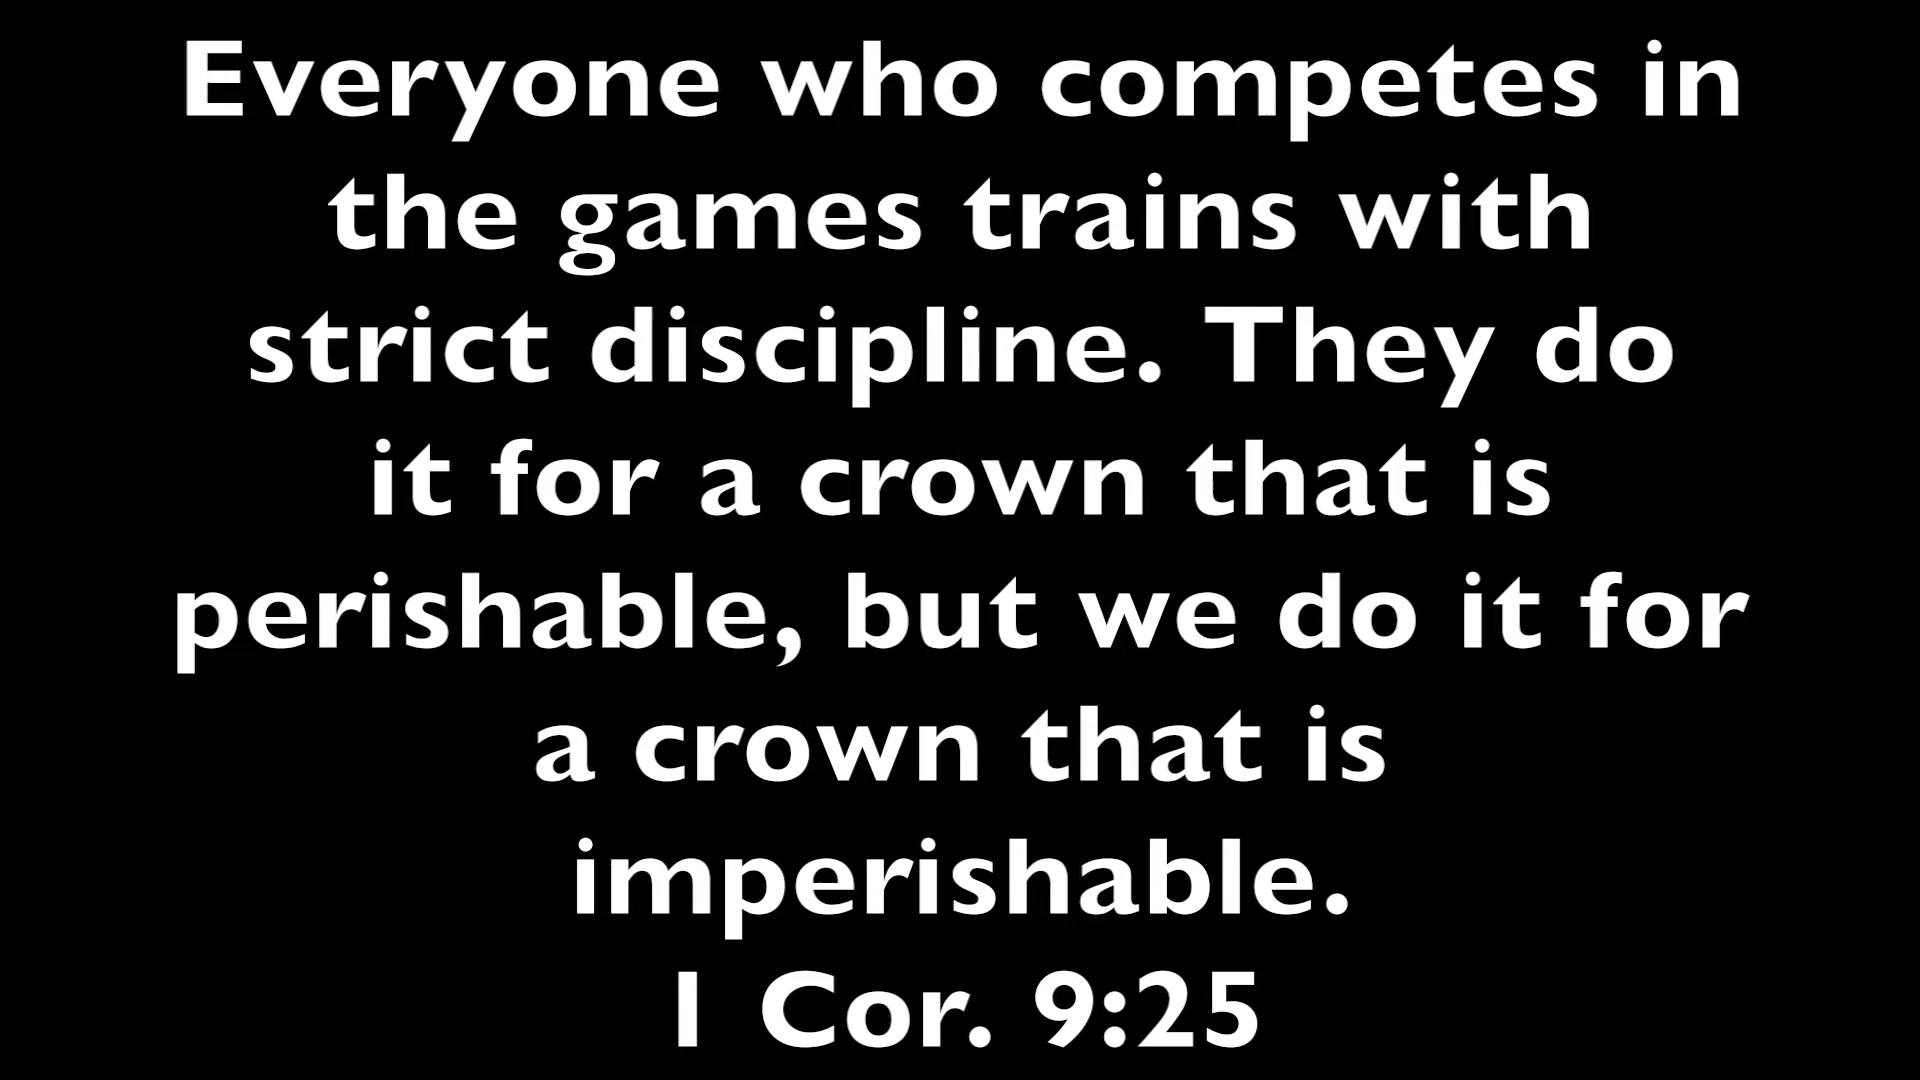 Everyone who competes in
the games trains with
strict discipline. They do
it for a crown that is
perishable, but we do it for
a crown that is
imperishable.
1 Cor. 9:25